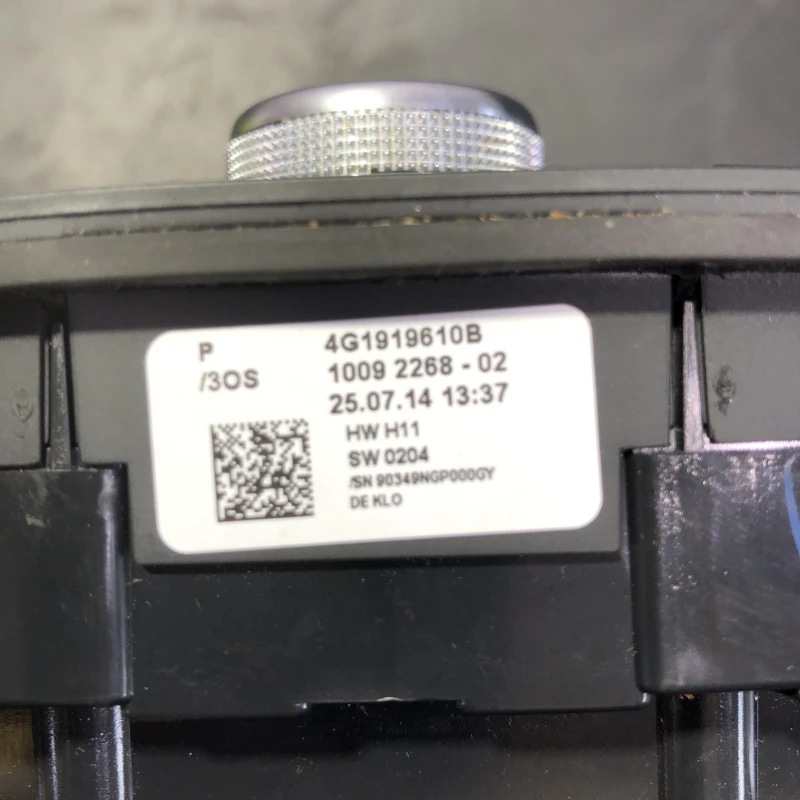 P
/3OS
4G1919610B
1009 2268 - 02
25.07.14 13:37
HW H11
SW 0204
/SN 90349NGP000GY
DE KLO